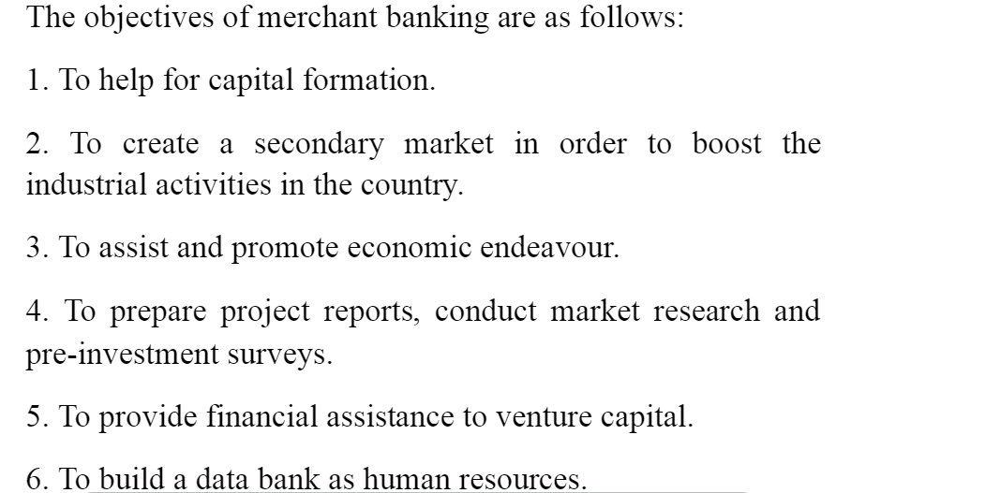 The objectives of merchant banking are as follows:
1. To help for capital formation.
2. To create a secondary market in order to boost the
industrial activities in the country.
3. To assist and promote economic endeavour.
4. To prepare project reports, conduct market research and
pre-investment surveys.
5. To provide financial assistance to venture capital.
6. To build a data bank as human resources.